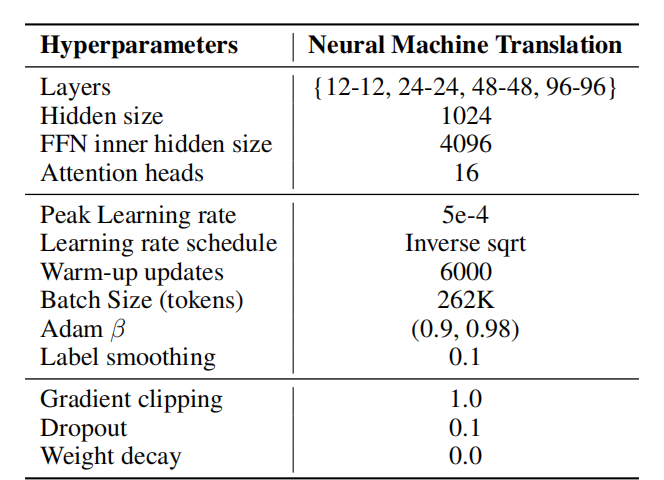 Hyperparameters Neural Machine Translation
Layers {12-12, 24-24, 48-48, 96-96}
Hidden size 1024
FFN inner hidden size 4096
Attention heads 16
Peak Learning rate 5e-4
Learning rate schedule Inverse sqrt
Warm-up updates 6000
Batch Size (tokens) 262K
Adam β (0.9, 0.98)
Label smoothing 0.1
Gradient clipping 1.0
Dropout 0.1
Weight decay 0.0